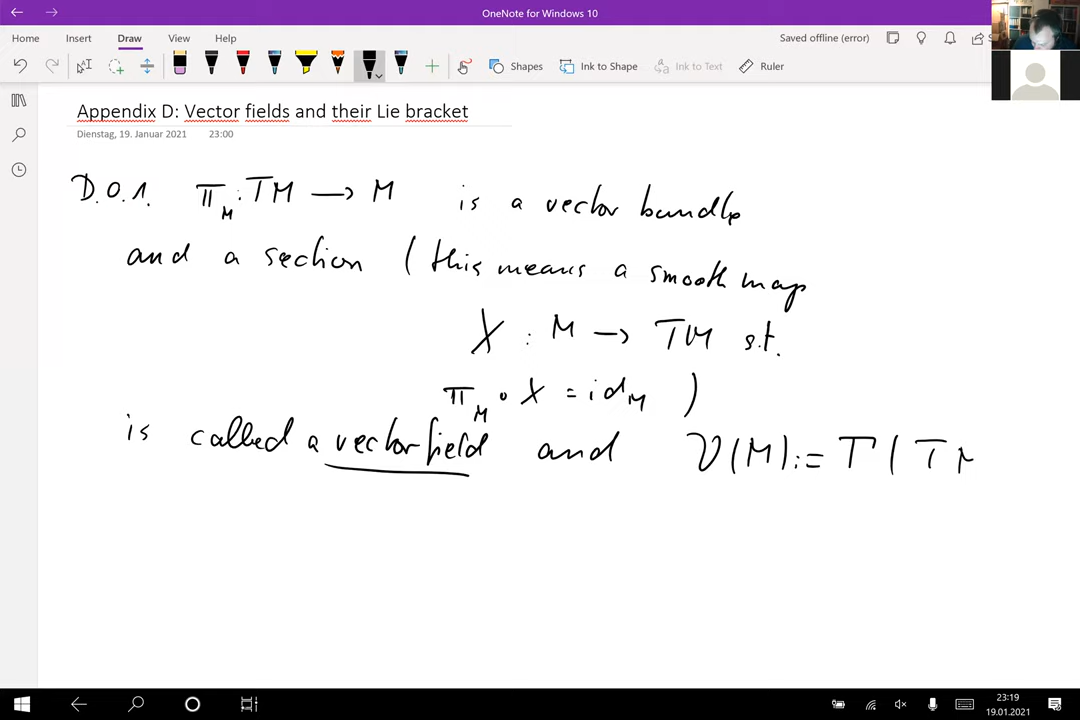 OneNote for Windows 10
Home Insert Draw View Help
Saved offline (error)
Shapes Ink to Shape Ink to Text Ruler
Appendix D: Vector fields and their Lie bracket
Dienstag, 19. Januar 2021 23:00
D.0.1. π_M : TM → M is a vector bundle
and a section (this means a smooth map
X : M → TM s.t.
π_M ∘ X = id_M )
is called a vector field and V(M) := Γ(TM
23:19
19.01.2021